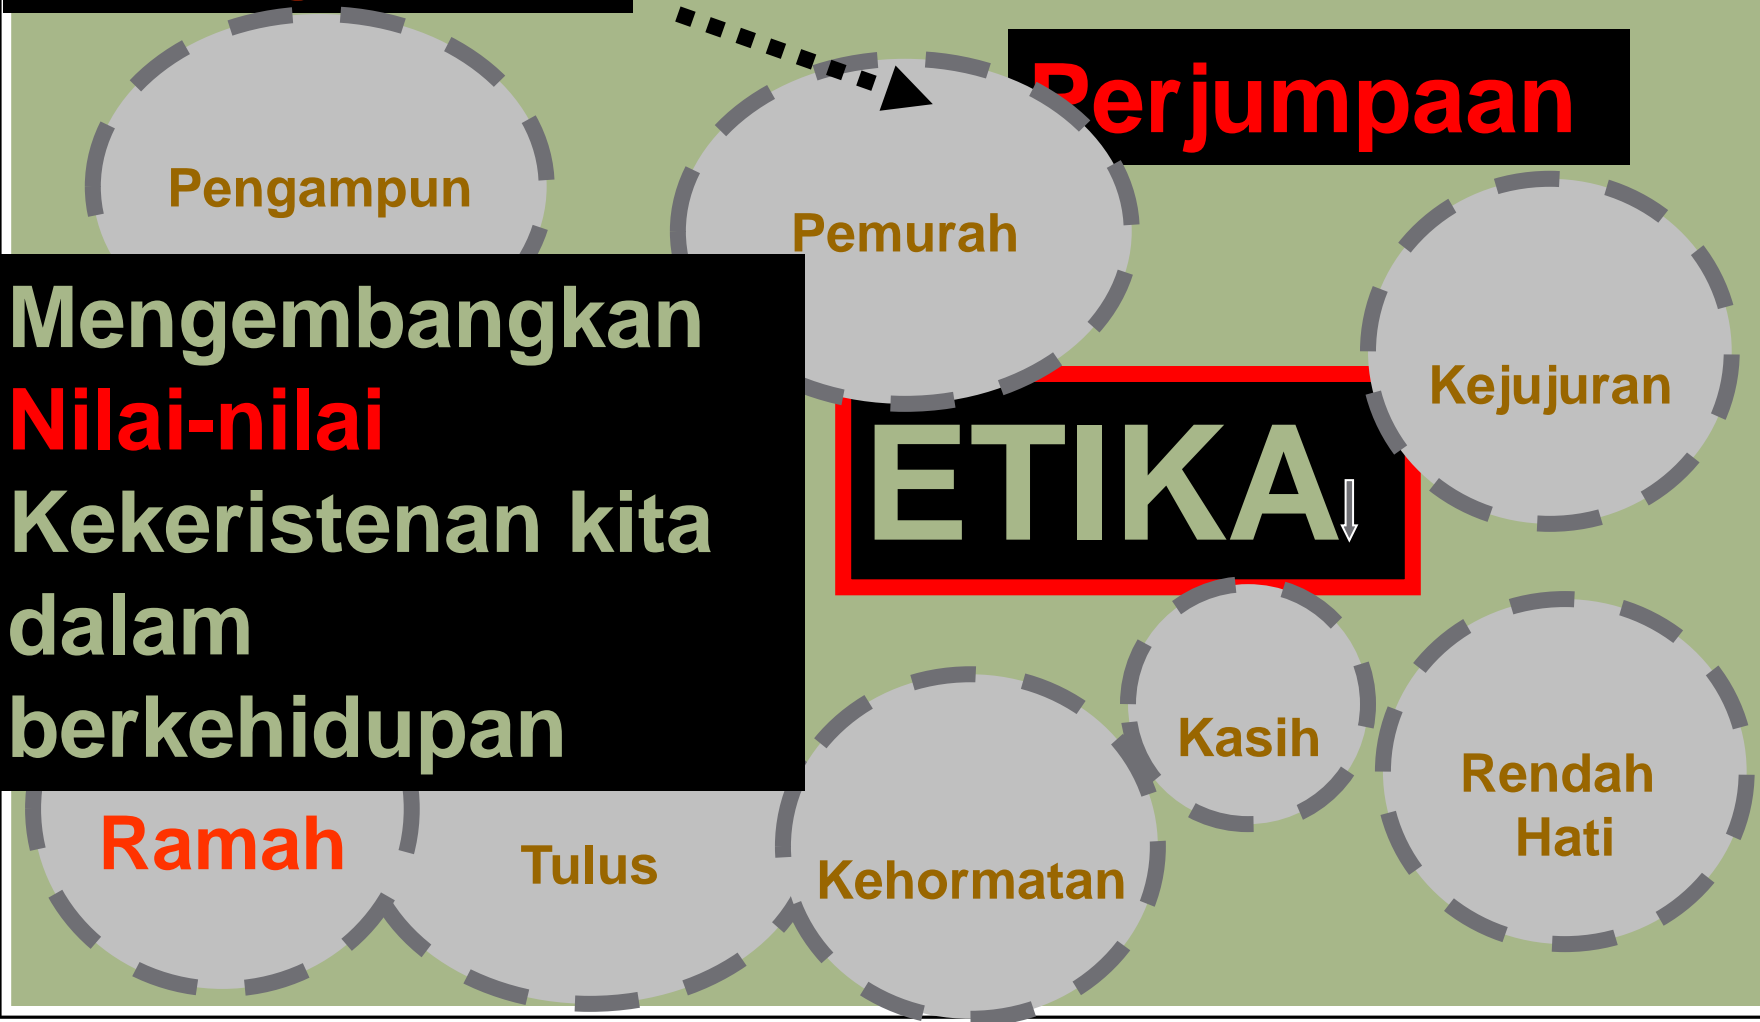 Perjumpaan
Pengampun
Pemurah
Mengembangkan
Nilai-nilai
Kekeristenan kita
dalam
berkehidupan
Kejujuran
ETIKA
Kasih
Rendah
Hati
Ramah
Tulus
Kehormatan